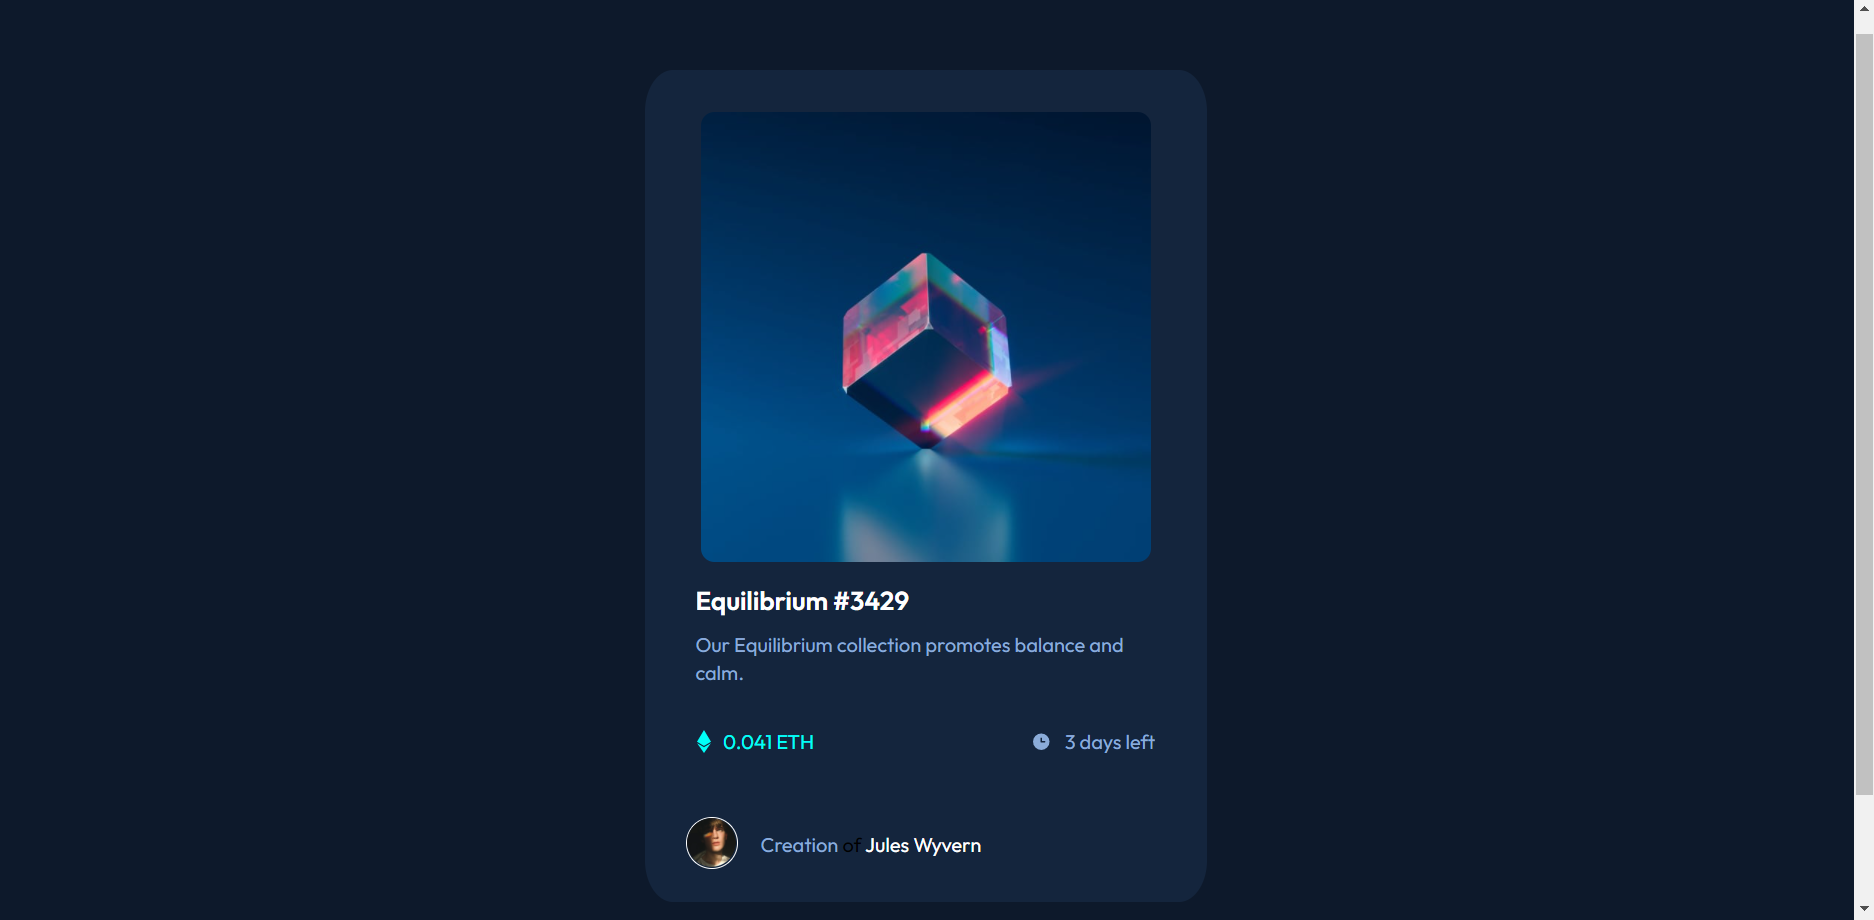 Equilibrium #3429
Our Equilibrium collection promotes balance and
calm.
0.041 ETH
3 days left
Creation of Jules Wyvern